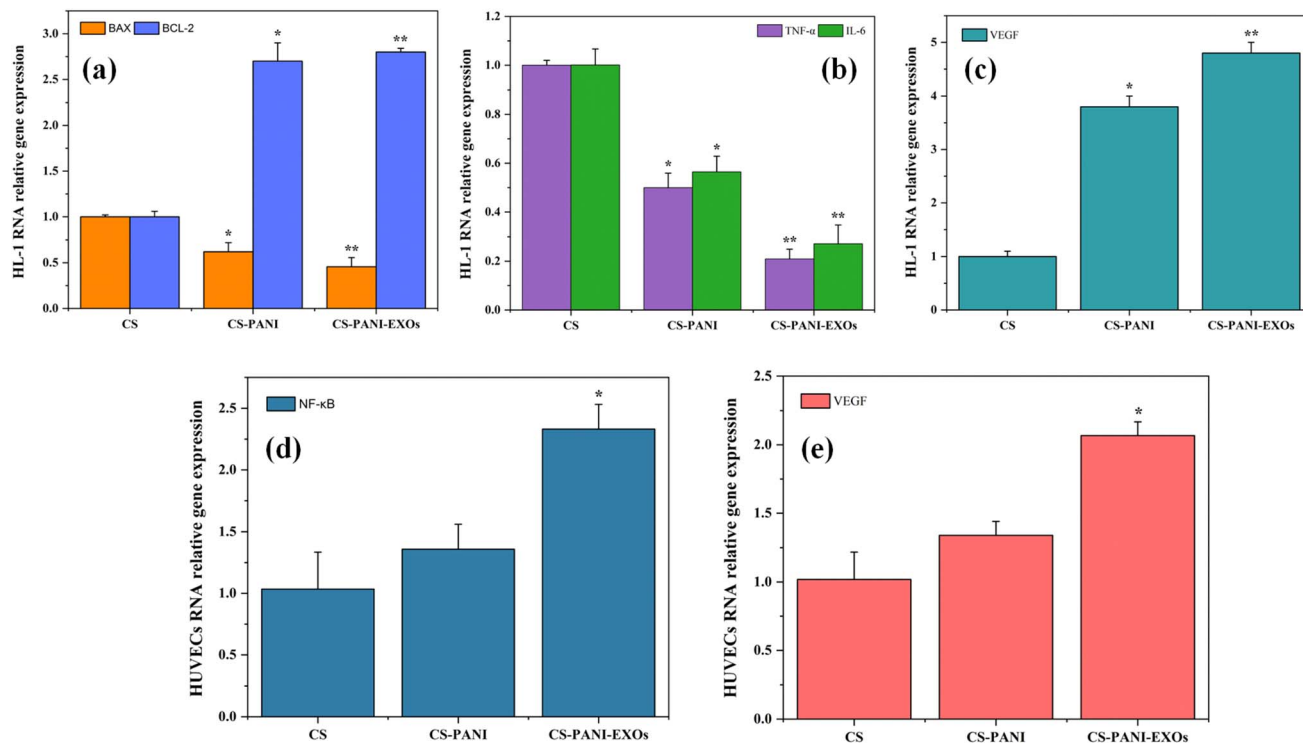 BAX BCL-2
(a)
HL-1 RNA relative gene expression
3.0
2.5
2.0
1.5
1.0
0.5
0.0
*
*
**
**
CS CS-PANI CS-PANI-EXOs
TNF-α IL-6
(b)
HL-1 RNA relative gene expression
1.2
1.0
0.8
0.6
0.4
0.2
0.0
*
*
**
**
CS CS-PANI CS-PANI-EXOs
VEGF
(c)
HL-1 RNA relative gene expression
5
4
3
2
1
0
*
**
CS CS-PANI CS-PANI-EXOs
NF-κB
(d)
HUVECs RNA relative gene expression
2.5
2.0
1.5
1.0
0.5
0.0
*
CS CS-PANI CS-PANI-EXOs
VEGF
(e)
HUVECs RNA relative gene expression
2.5
2.0
1.5
1.0
0.5
0.0
*
CS CS-PANI CS-PANI-EXOs